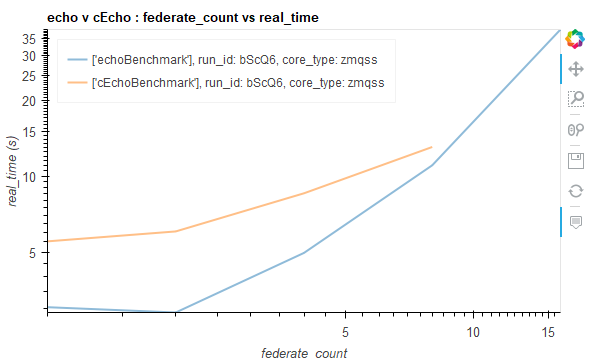 echo v cEcho : federate_count vs real_time
['echoBenchmark'], run_id: bScQ6, core_type: zmqss
['cEchoBenchmark'], run_id: bScQ6, core_type: zmqss
real_time (s)
35
30
25
20
15
10
5
5
10
15
federate_count